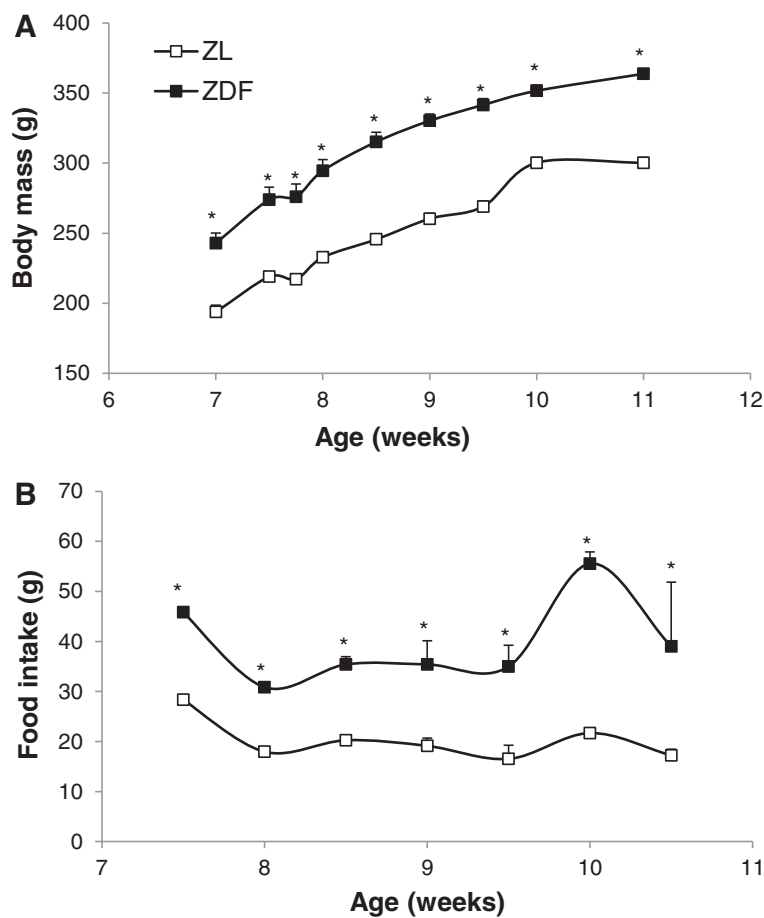 A
ZL
ZDF
Body mass (g)
400
350
300
250
200
150
* * * * * * * * *
6 7 8 9 10 11 12
Age (weeks)
B
Food intake (g)
70
60
50
40
30
20
10
0
* * * * * * *
7 8 9 10 11
Age (weeks)